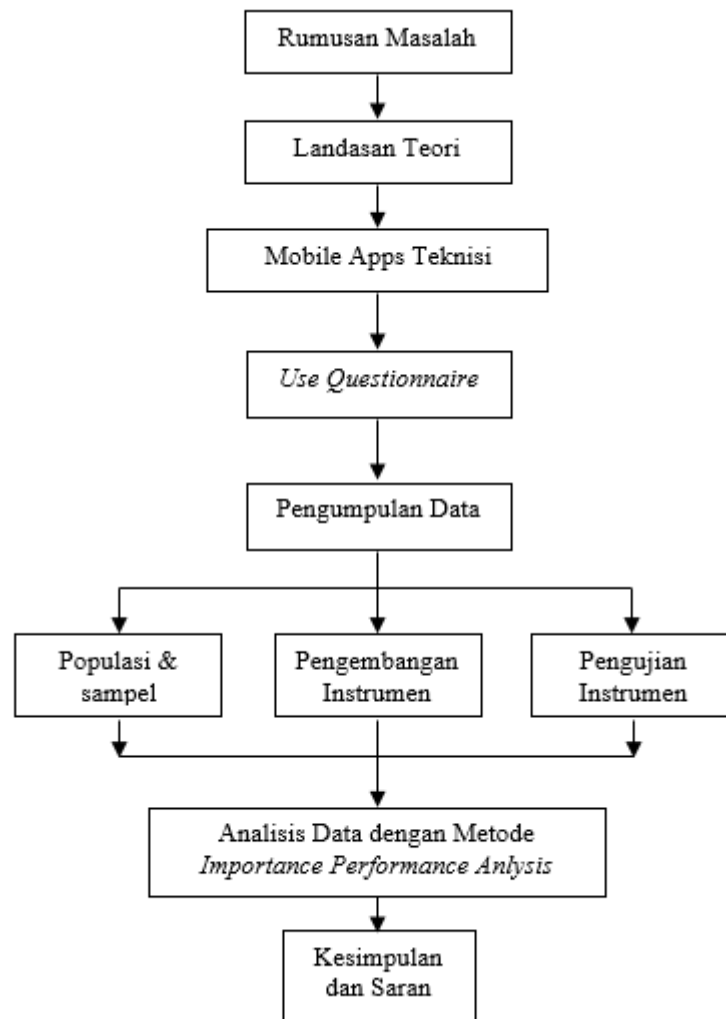 Rumusan Masalah
Landasan Teori
Mobile Apps Teknisi
Use Questionnaire
Pengumpulan Data
Populasi &
sampel
Pengembangan
Instrumen
Pengujian
Instrumen
Analisis Data dengan Metode
Importance Performance Anlysis
Kesimpulan
dan Saran